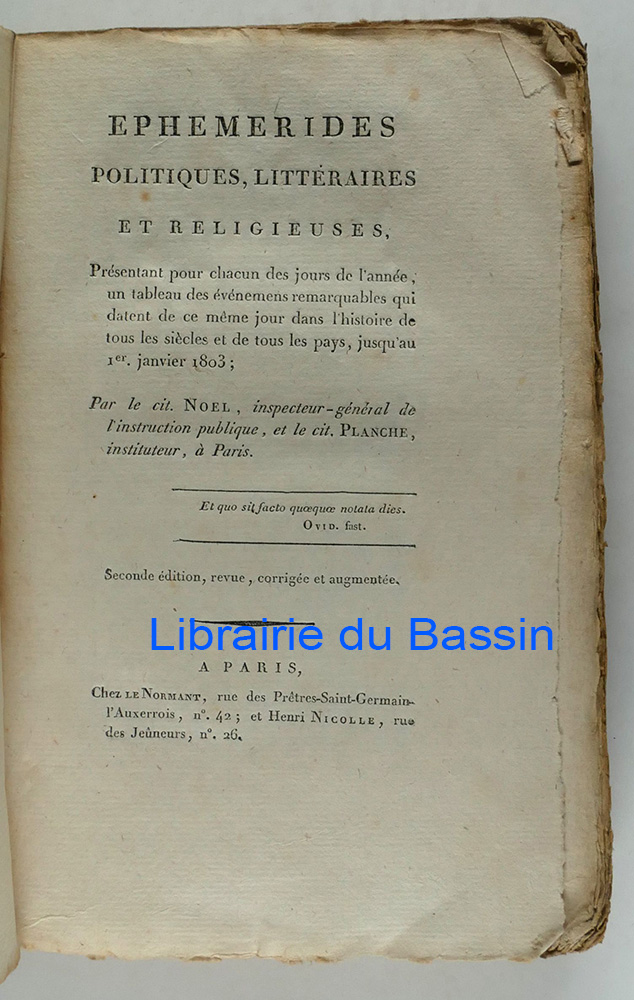 EPHEMERIDES
POLITIQUES, LITTÉRAIRES
ET RELIGIEUSES,
Présentant pour chacun des jours de l'année,
un tableau des événemens remarquables qui
datent de ce même jour dans l'histoire de
tous les siècles et de tous les pays, jusqu'au
1er. janvier 1803;
Par le cit. NOEL, inspecteur-général de
l'instruction publique, et le cit. PLANCHE,
instituteur, à Paris.
Et quo sit facto quæquæ notata dies.
OVID. fast.
Seconde édition, revue, corrigée et augmentée.
Librairie du Bassin
A PARIS,
Chez LE NORMANT, rue des Prêtres-Saint-Germain-
l'Auxerrois, n°. 42; et Henri NICOLLE, rue
des Jeûneurs, n°. 26.